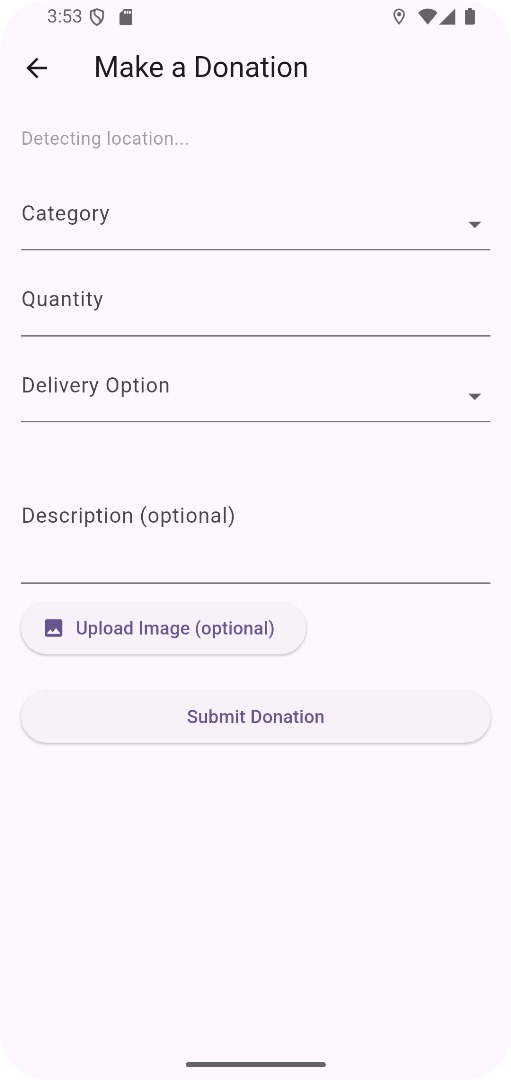 3:53
Make a Donation
Detecting location...
Category
Quantity
Delivery Option
Description (optional)
Upload Image (optional)
Submit Donation